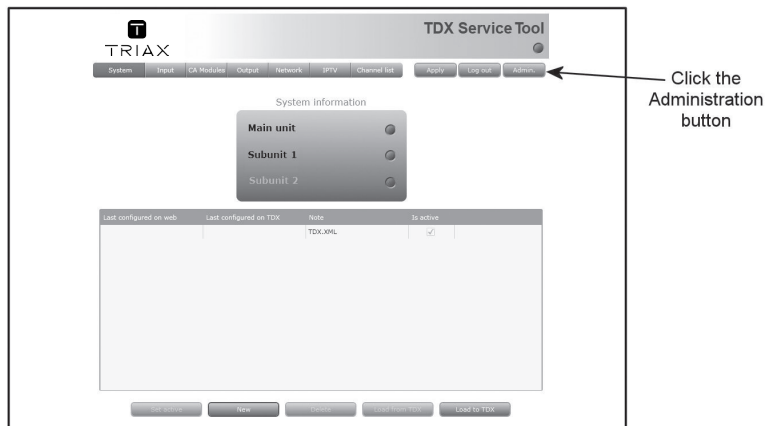 TDX Service Tool
TRIAX
System Input CA Modules Output Network IPTV Channel list Apply Log out Admin.
Click the
Administration
button
System information
Main unit
Subunit 1
Subunit 2
Last configured on web Last configured on TDX Note Is active
TDX.XML
Set active New Delete Load from TDX Load to TDX